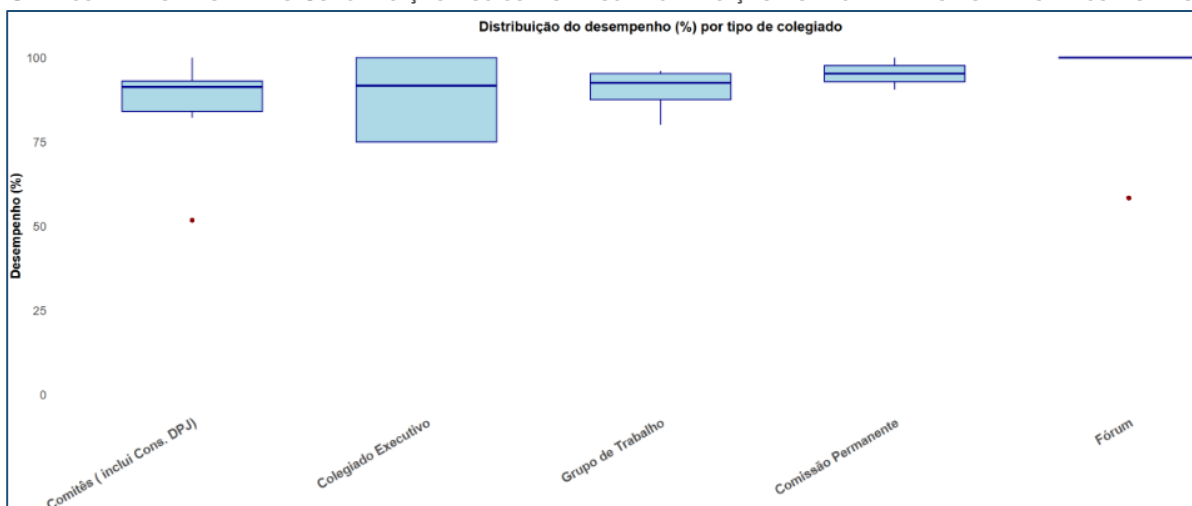 Distribuição do desempenho (%) por tipo de colegiado
100
75
50
25
0
Desempenho (%)
Comitês ( inclui Cons. DPJ)
Colegiado Executivo
Grupo de Trabalho
Comissão Permanente
Fórum